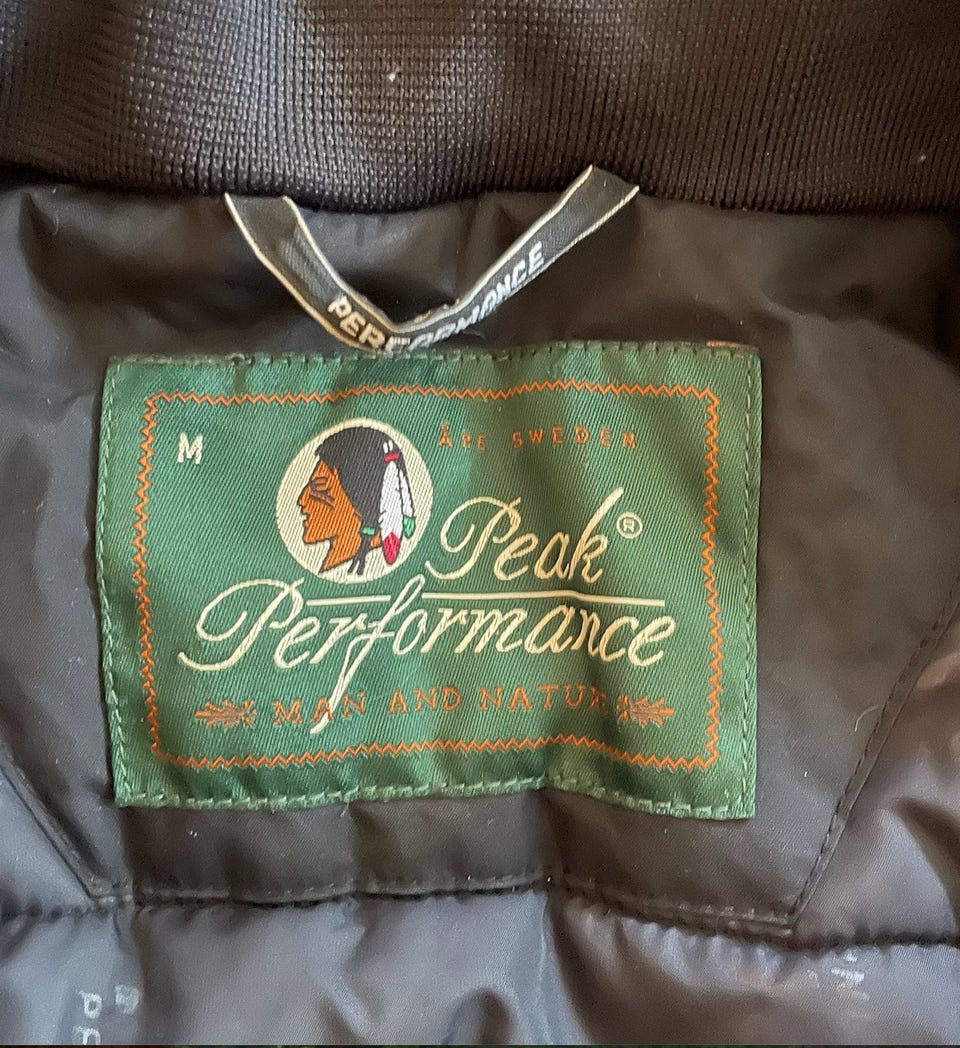 PERFORMANCE
M
ÅRE SWEDEN
Peak®
Performance
MAN AND NATUR